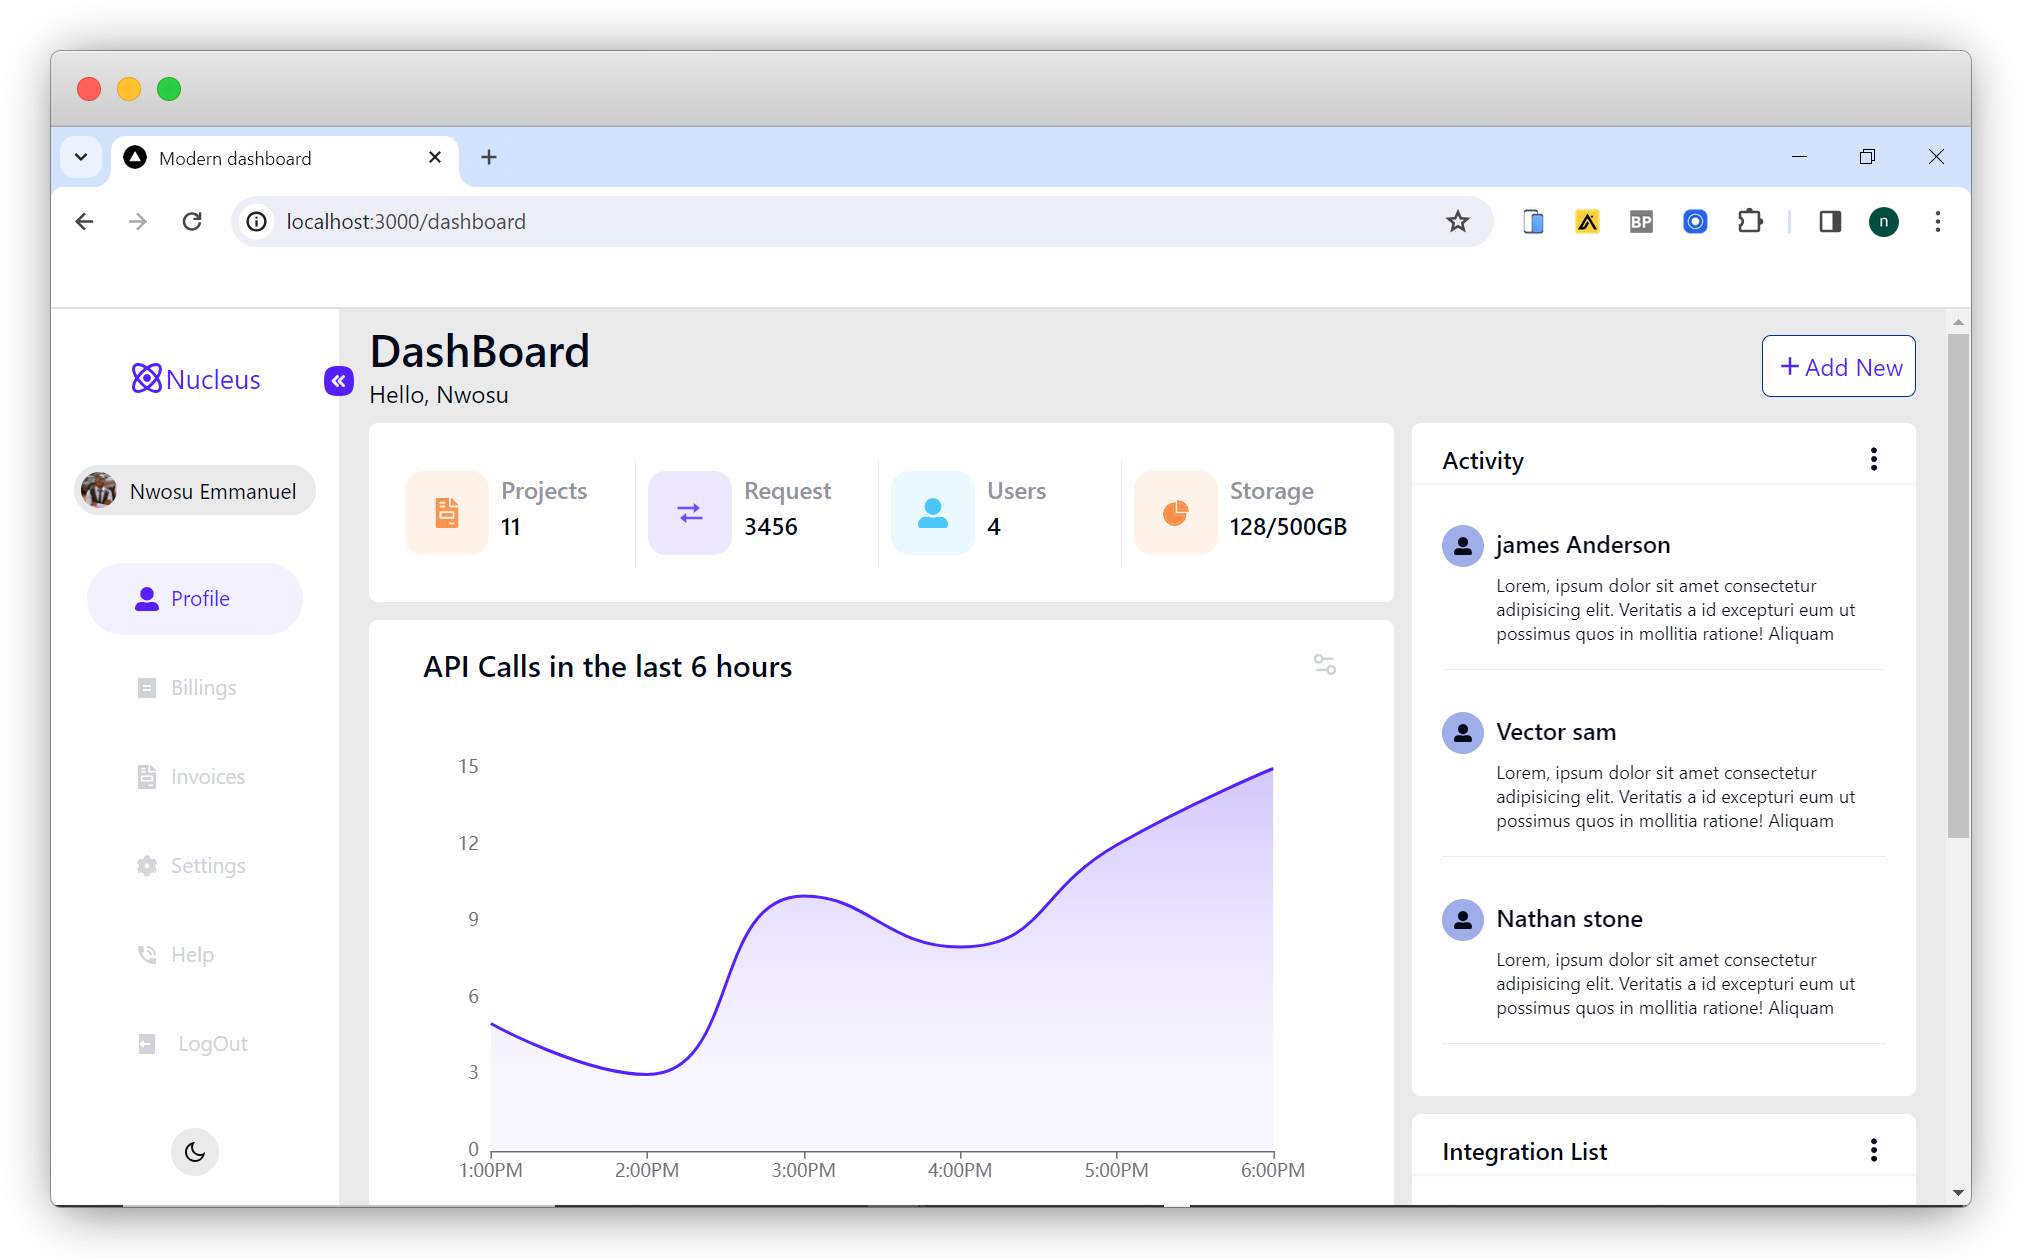 Modern dashboard
localhost:3000/dashboard
BP
n
Nucleus
Nwosu Emmanuel
Profile
Billings
Invoices
Settings
Help
LogOut
DashBoard
Hello, Nwosu
Add New
Projects
11
Request
3456
Users
4
Storage
128/500GB
API Calls in the last 6 hours
15
12
9
6
3
0
1:00PM
2:00PM
3:00PM
4:00PM
5:00PM
6:00PM
Activity
james Anderson
Lorem, ipsum dolor sit amet consectetur
adipisicing elit. Veritatis a id excepturi eum ut
possimus quos in mollitia ratione! Aliquam
Vector sam
Lorem, ipsum dolor sit amet consectetur
adipisicing elit. Veritatis a id excepturi eum ut
possimus quos in mollitia ratione! Aliquam
Nathan stone
Lorem, ipsum dolor sit amet consectetur
adipisicing elit. Veritatis a id excepturi eum ut
possimus quos in mollitia ratione! Aliquam
Integration List